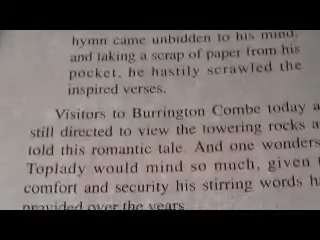 hymn came unbidden to his mind,
and taking a scrap of paper from his
pocket, he hastily scrawled the
inspired verses.
Visitors to Burrington Combe today a
still directed to view the towering rocks a
told this romantic tale. And one wonders
Toplady would mind so much, given t
comfort and security his stirring words h
provided over the years.